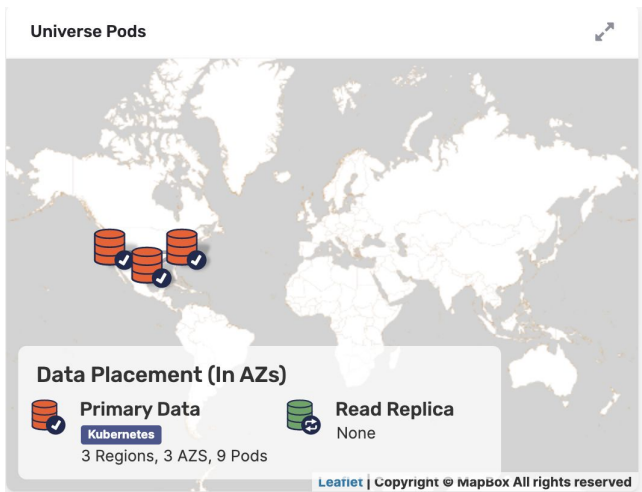 Universe Pods
Data Placement (In AZs)
Primary Data
Kubernetes
3 Regions, 3 AZS, 9 Pods
Read Replica
None
Leaflet | Copyright © MapBox All rights reserved